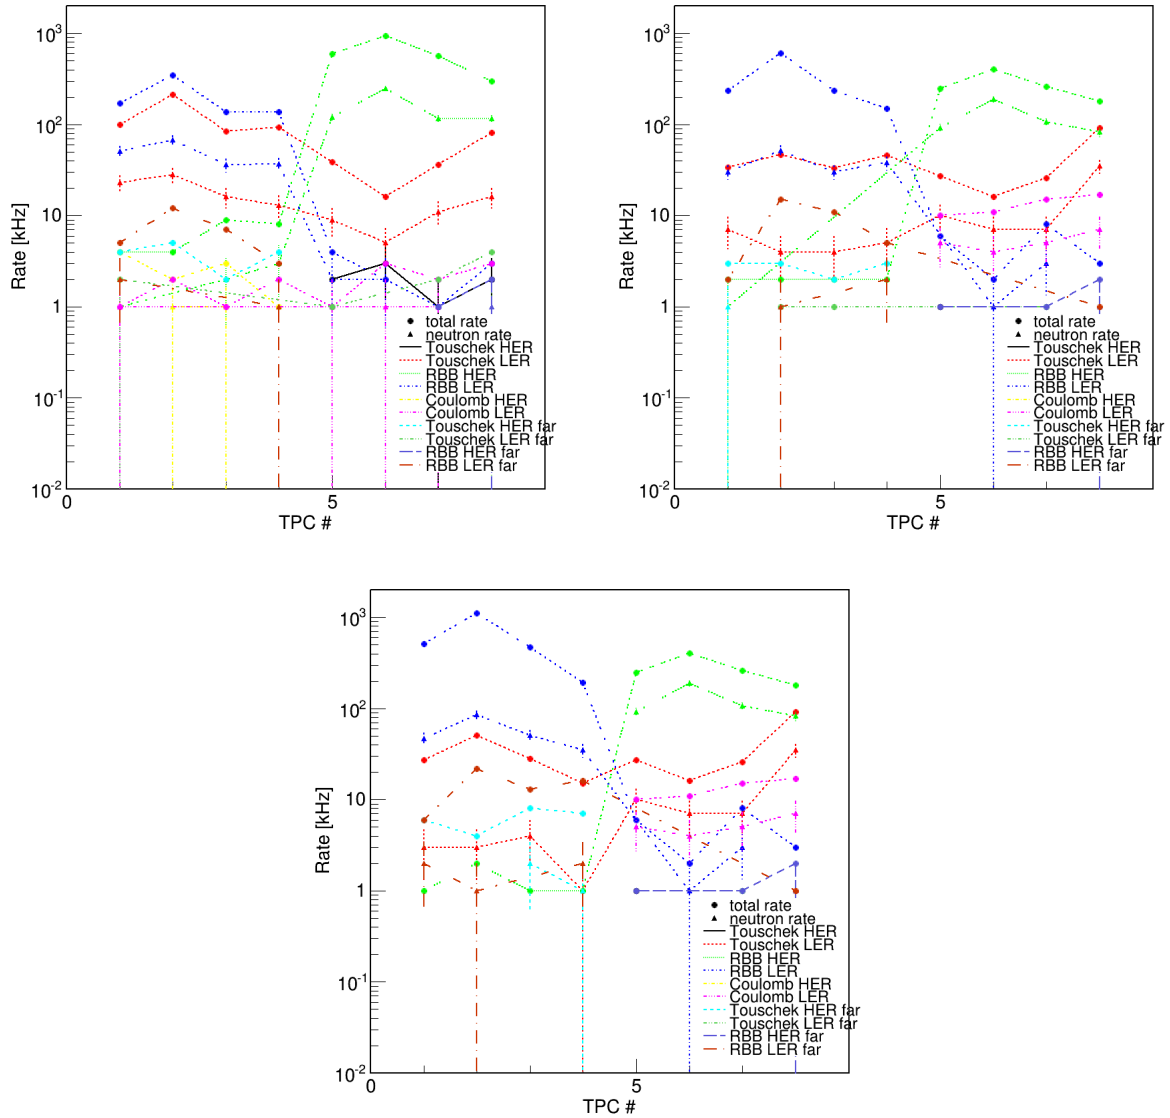 10^3
10^2
10
1
10^-1
10^-2
Rate [kHz]
0
5
TPC #
total rate
neutron rate
Touschek HER
Touschek LER
RBB HER
RBB LER
Coulomb HER
Coulomb LER
Touschek HER far
Touschek LER far
RBB HER far
RBB LER far
10^3
10^2
10
1
10^-1
10^-2
Rate [kHz]
0
5
TPC #
total rate
neutron rate
Touschek HER
Touschek LER
RBB HER
RBB LER
Coulomb HER
Coulomb LER
Touschek HER far
Touschek LER far
RBB HER far
RBB LER far
10^3
10^2
10
1
10^-1
10^-2
Rate [kHz]
0
5
TPC #
total rate
neutron rate
Touschek HER
Touschek LER
RBB HER
RBB LER
Coulomb HER
Coulomb LER
Touschek HER far
Touschek LER far
RBB HER far
RBB LER far